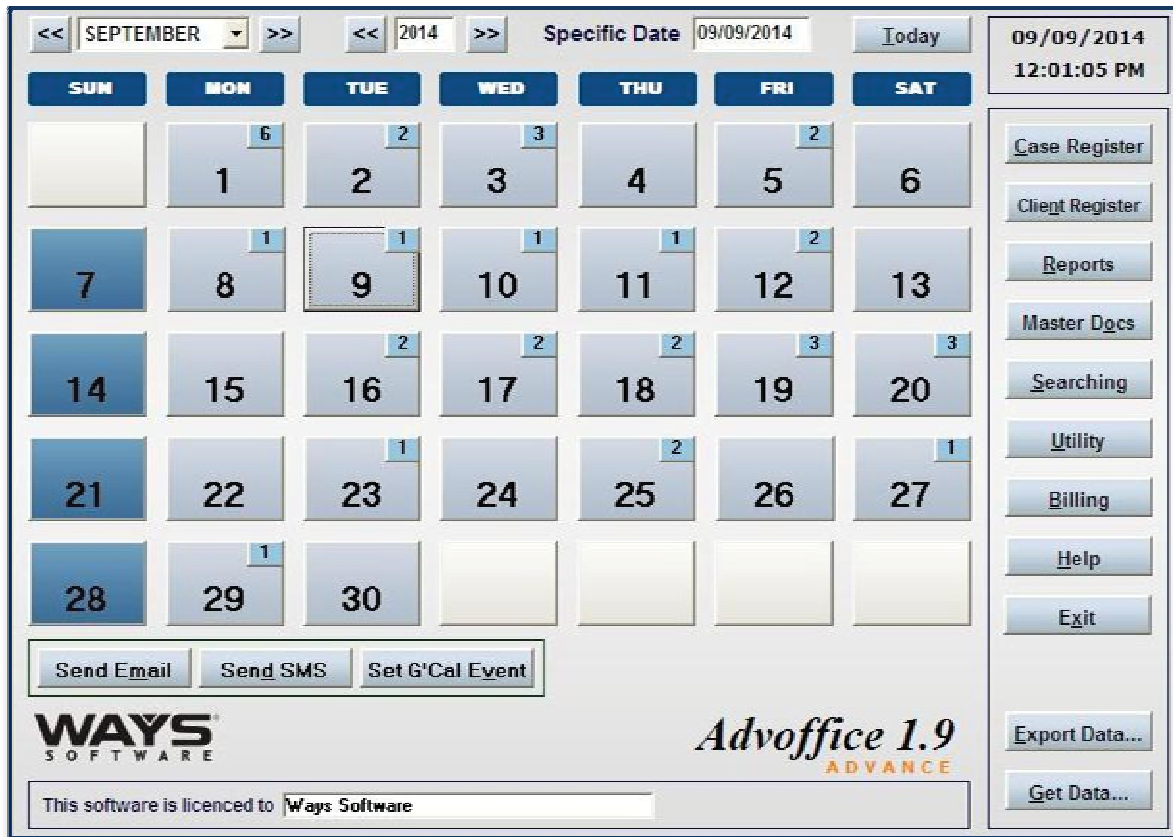 << SEPTEMBER >> << 2014 >> Specific Date 09/09/2014 Today
09/09/2014
12:01:05 PM
SUN MON TUE WED THU FRI SAT
6 2 3 2
1 2 3 4 5 6
1 1 1 1 2
7 8 9 10 11 12 13
2 2 2 3 3
14 15 16 17 18 19 20
1 2 1
21 22 23 24 25 26 27
1
28 29 30
Send Email Send SMS Set G'Cal Event
WAYS
SOFTWARE
Advoffice 1.9
ADVANCE
This software is licenced to Ways Software
Case Register
Client Register
Reports
Master Docs
Searching
Utility
Billing
Help
Exit
Export Data...
Get Data...